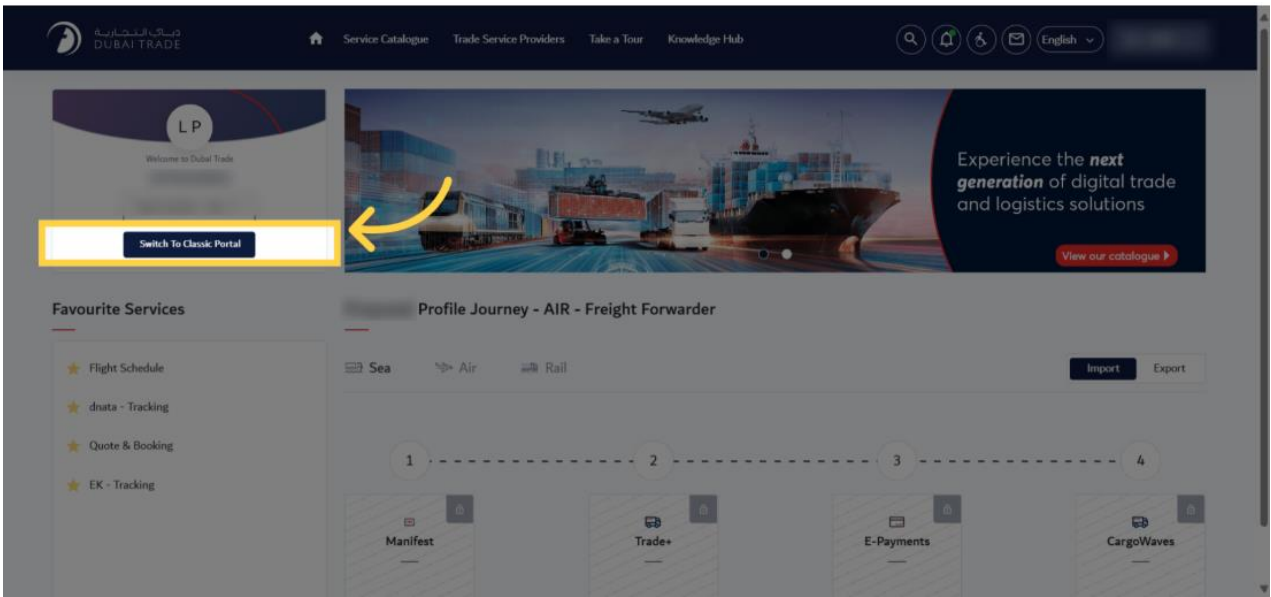 دبـي التـجـاريـة
DUBAI TRADE
Service Catalogue
Trade Service Providers
Take a Tour
Knowledge Hub
English
L P
Welcome to Dubai Trade
Switch To Classic Portal
Experience the next
generation of digital trade
and logistics solutions
View our catalogue
Favourite Services
Flight Schedule
dnata - Tracking
Quote & Booking
EK - Tracking
Profile Journey - AIR - Freight Forwarder
Sea
Air
Rail
Import
Export
1
2
3
4
Manifest
Trade+
E-Payments
CargoWaves